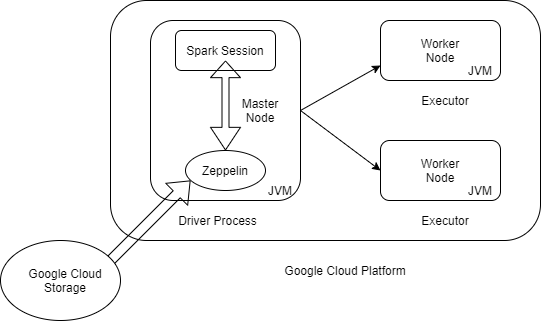 Spark Session
Master
Node
Zeppelin
JVM
Driver Process
Worker
Node
JVM
Executor
Worker
Node
JVM
Executor
Google Cloud
Storage
Google Cloud Platform